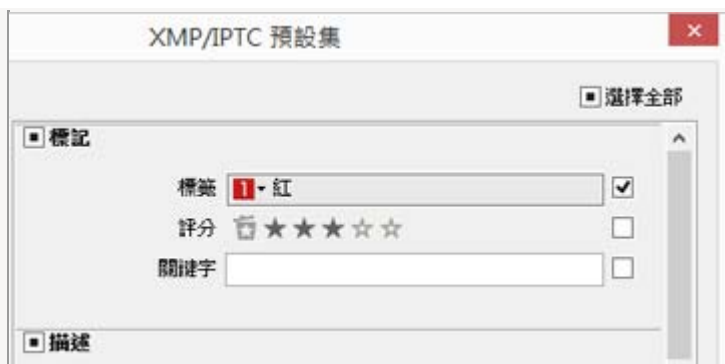 XMP/IPTC 預設集
選擇全部
標記
標籤 1 紅
評分
關鍵字
描述